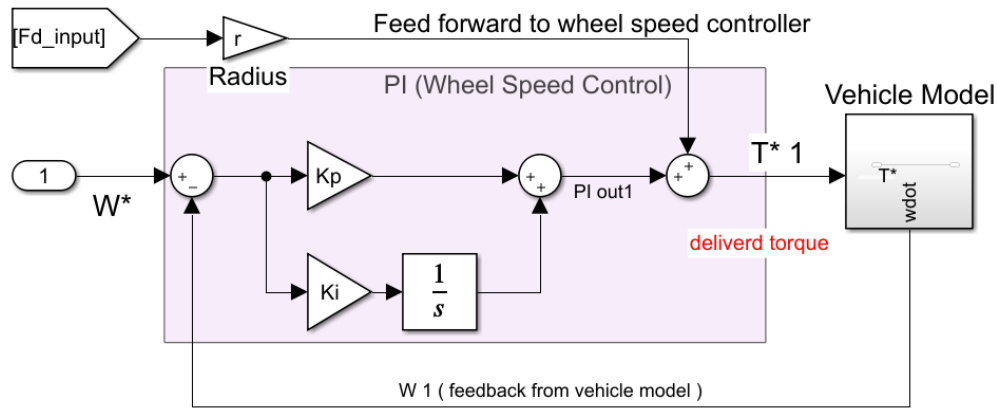 [Fd_input]
r
Feed forward to wheel speed controller
Radius
PI (Wheel Speed Control)
Vehicle Model
1
W*
+
−
Kp
+
+
PI out1
+
+
T* 1
T*
wdot
deliverd torque
Ki
1
s
W 1 ( feedback from vehicle model )